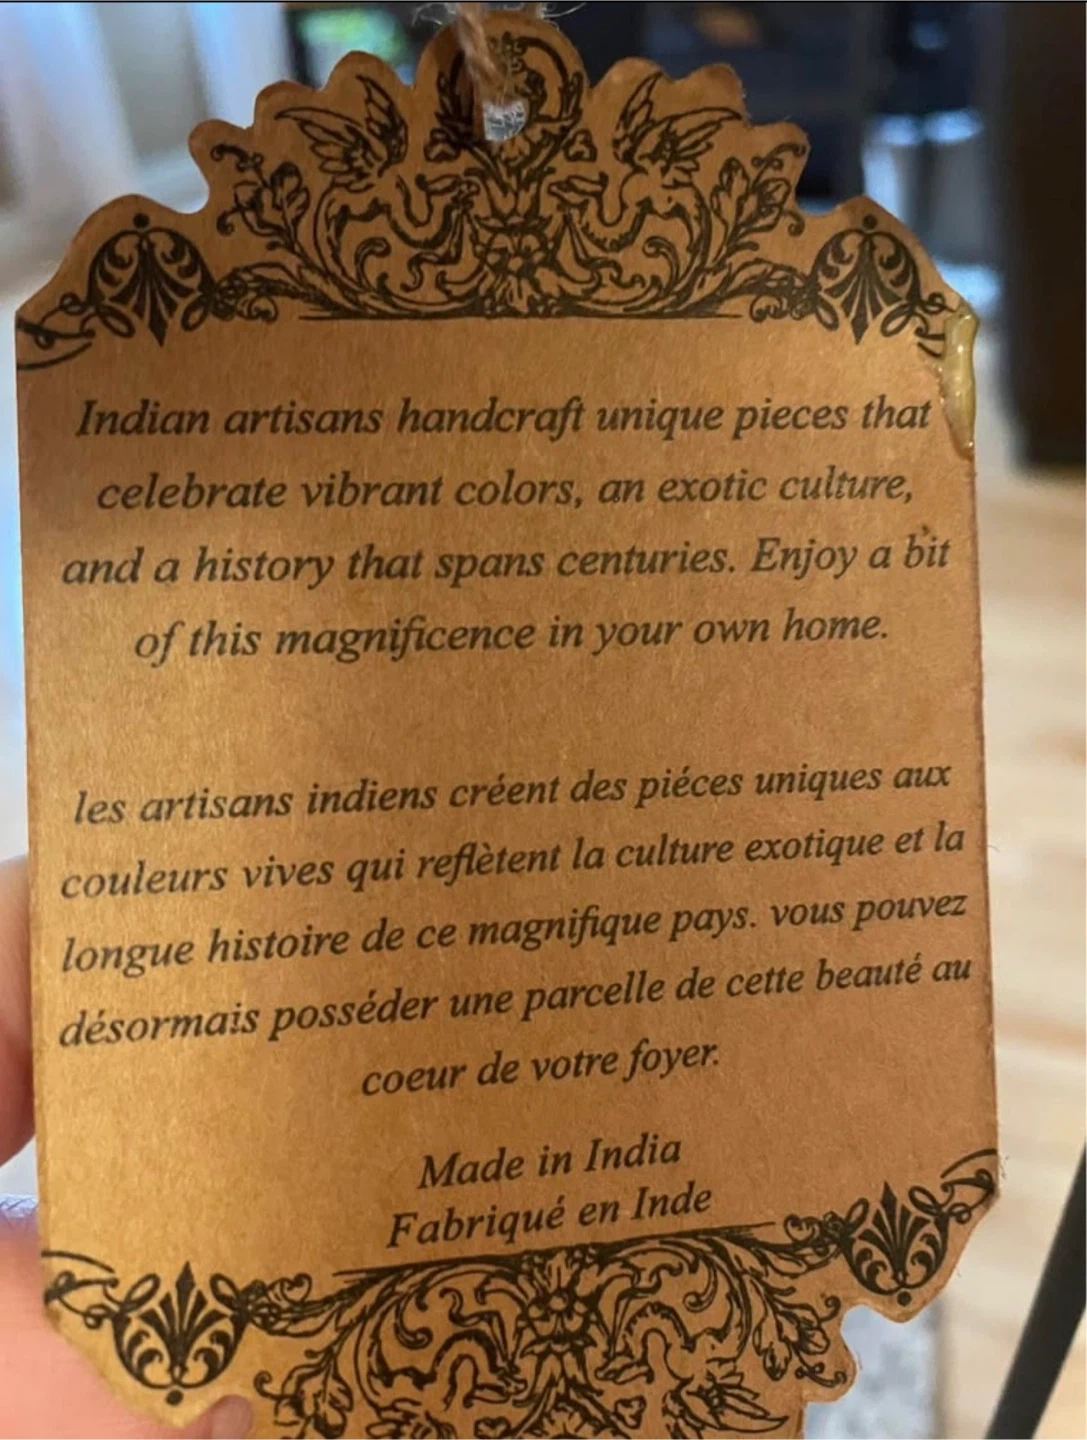 Indian artisans handcraft unique pieces that
celebrate vibrant colors, an exotic culture,
and a history that spans centuries. Enjoy a bit
of this magnificence in your own home.
les artisans indiens créent des piéces uniques aux
couleurs vives qui reflètent la culture exotique et la
longue histoire de ce magnifique pays. vous pouvez
désormais posséder une parcelle de cette beauté au
coeur de votre foyer.
Made in India
Fabriqué en Inde